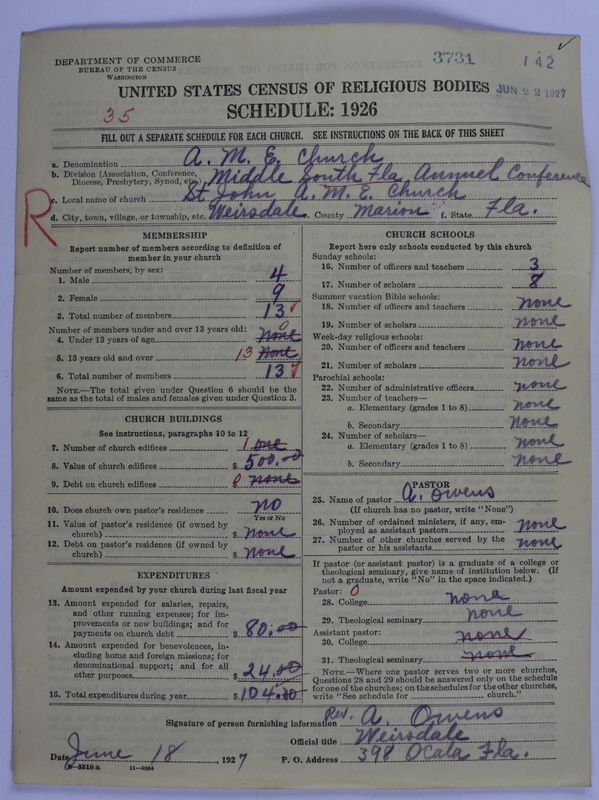 3731
142
DEPARTMENT OF COMMERCE
BUREAU OF THE CENSUS
WASHINGTON
UNITED STATES CENSUS OF RELIGIOUS BODIES
JUN 22 1927
35
SCHEDULE: 1926
FILL OUT A SEPARATE SCHEDULE FOR EACH CHURCH. SEE INSTRUCTIONS ON THE BACK OF THIS SHEET
a. Denomination A. M. E. Church
b. Division (Association, Conference, Diocese, Presbytery, Synod, etc.) Middle South Fla, Annuel Conference
R
c. Local name of church St John A. M. E. Church
d. City, town, village, or township, etc. Weirsdale. County Marion f. State Fla.
MEMBERSHIP
Report number of members according to definition of
member in your church
Number of members, by sex:
1. Male 4
2. Female 9
3. Total number of members 13
Number of members under and over 13 years old:
4. Under 13 years of age None 0
5. 13 years old and over 13 None
6. Total number of members 13
NOTE.—The total given under Question 6 should be the
same as the total of males and females given under Question 3.
CHURCH BUILDINGS
See instructions, paragraphs 10 to 12
7. Number of church edifices 1 one
8. Value of church edifices $ 500.00
9. Debt on church edifices $ 0 none
10. Does church own pastor's residence no
Yes or No
11. Value of pastor's residence (if owned by
church) $ none
12. Debt on pastor's residence (if owned by
church) $ none
EXPENDITURES
Amount expended by your church during last fiscal year
13. Amount expended for salaries, repairs,
and other running expenses; for im-
provements or new buildings; and for
payments on church debt $ 80.00
14. Amount expended for benevolences, in-
cluding home and foreign missions; for
denominational support; and for all
other purposes $ 24.00
15. Total expenditures during year $ 104.00
CHURCH SCHOOLS
Report here only schools conducted by this church
Sunday schools:
16. Number of officers and teachers 3
17. Number of scholars 8
Summer vacation Bible schools:
18. Number of officers and teachers none
19. Number of scholars none
Week-day religious schools:
20. Number of officers and teachers none
21. Number of scholars none
Parochial schools:
22. Number of administrative officers none
23. Number of teachers—
a. Elementary (grades 1 to 8) none
b. Secondary none
24. Number of scholars—
a. Elementary (grades 1 to 8) none
b. Secondary none
PASTOR
25. Name of pastor A. Owens
(If church has no pastor, write "None")
26. Number of ordained ministers, if any, em-
ployed as assistant pastors none
27. Number of other churches served by the
pastor or his assistants none
If pastor (or assistant pastor) is a graduate of a college or
theological seminary, give name of institution below. (If
not a graduate, write "No" in the space indicated.)
Pastor: 0
28. College none
29. Theological seminary none
Assistant pastor:
30. College none
31. Theological seminary none
NOTE.—Where one pastor serves two or more churches,
Questions 28 and 29 should be answered only on the schedule
for one of the churches; on the schedules for the other churches,
write "See schedule for church."
Signature of person furnishing information Rev. A. Owens
Official title Weirsdale
Date June 18, 1927 P. O. Address 398 Ocala Fla.
8—5510 a 11—9064